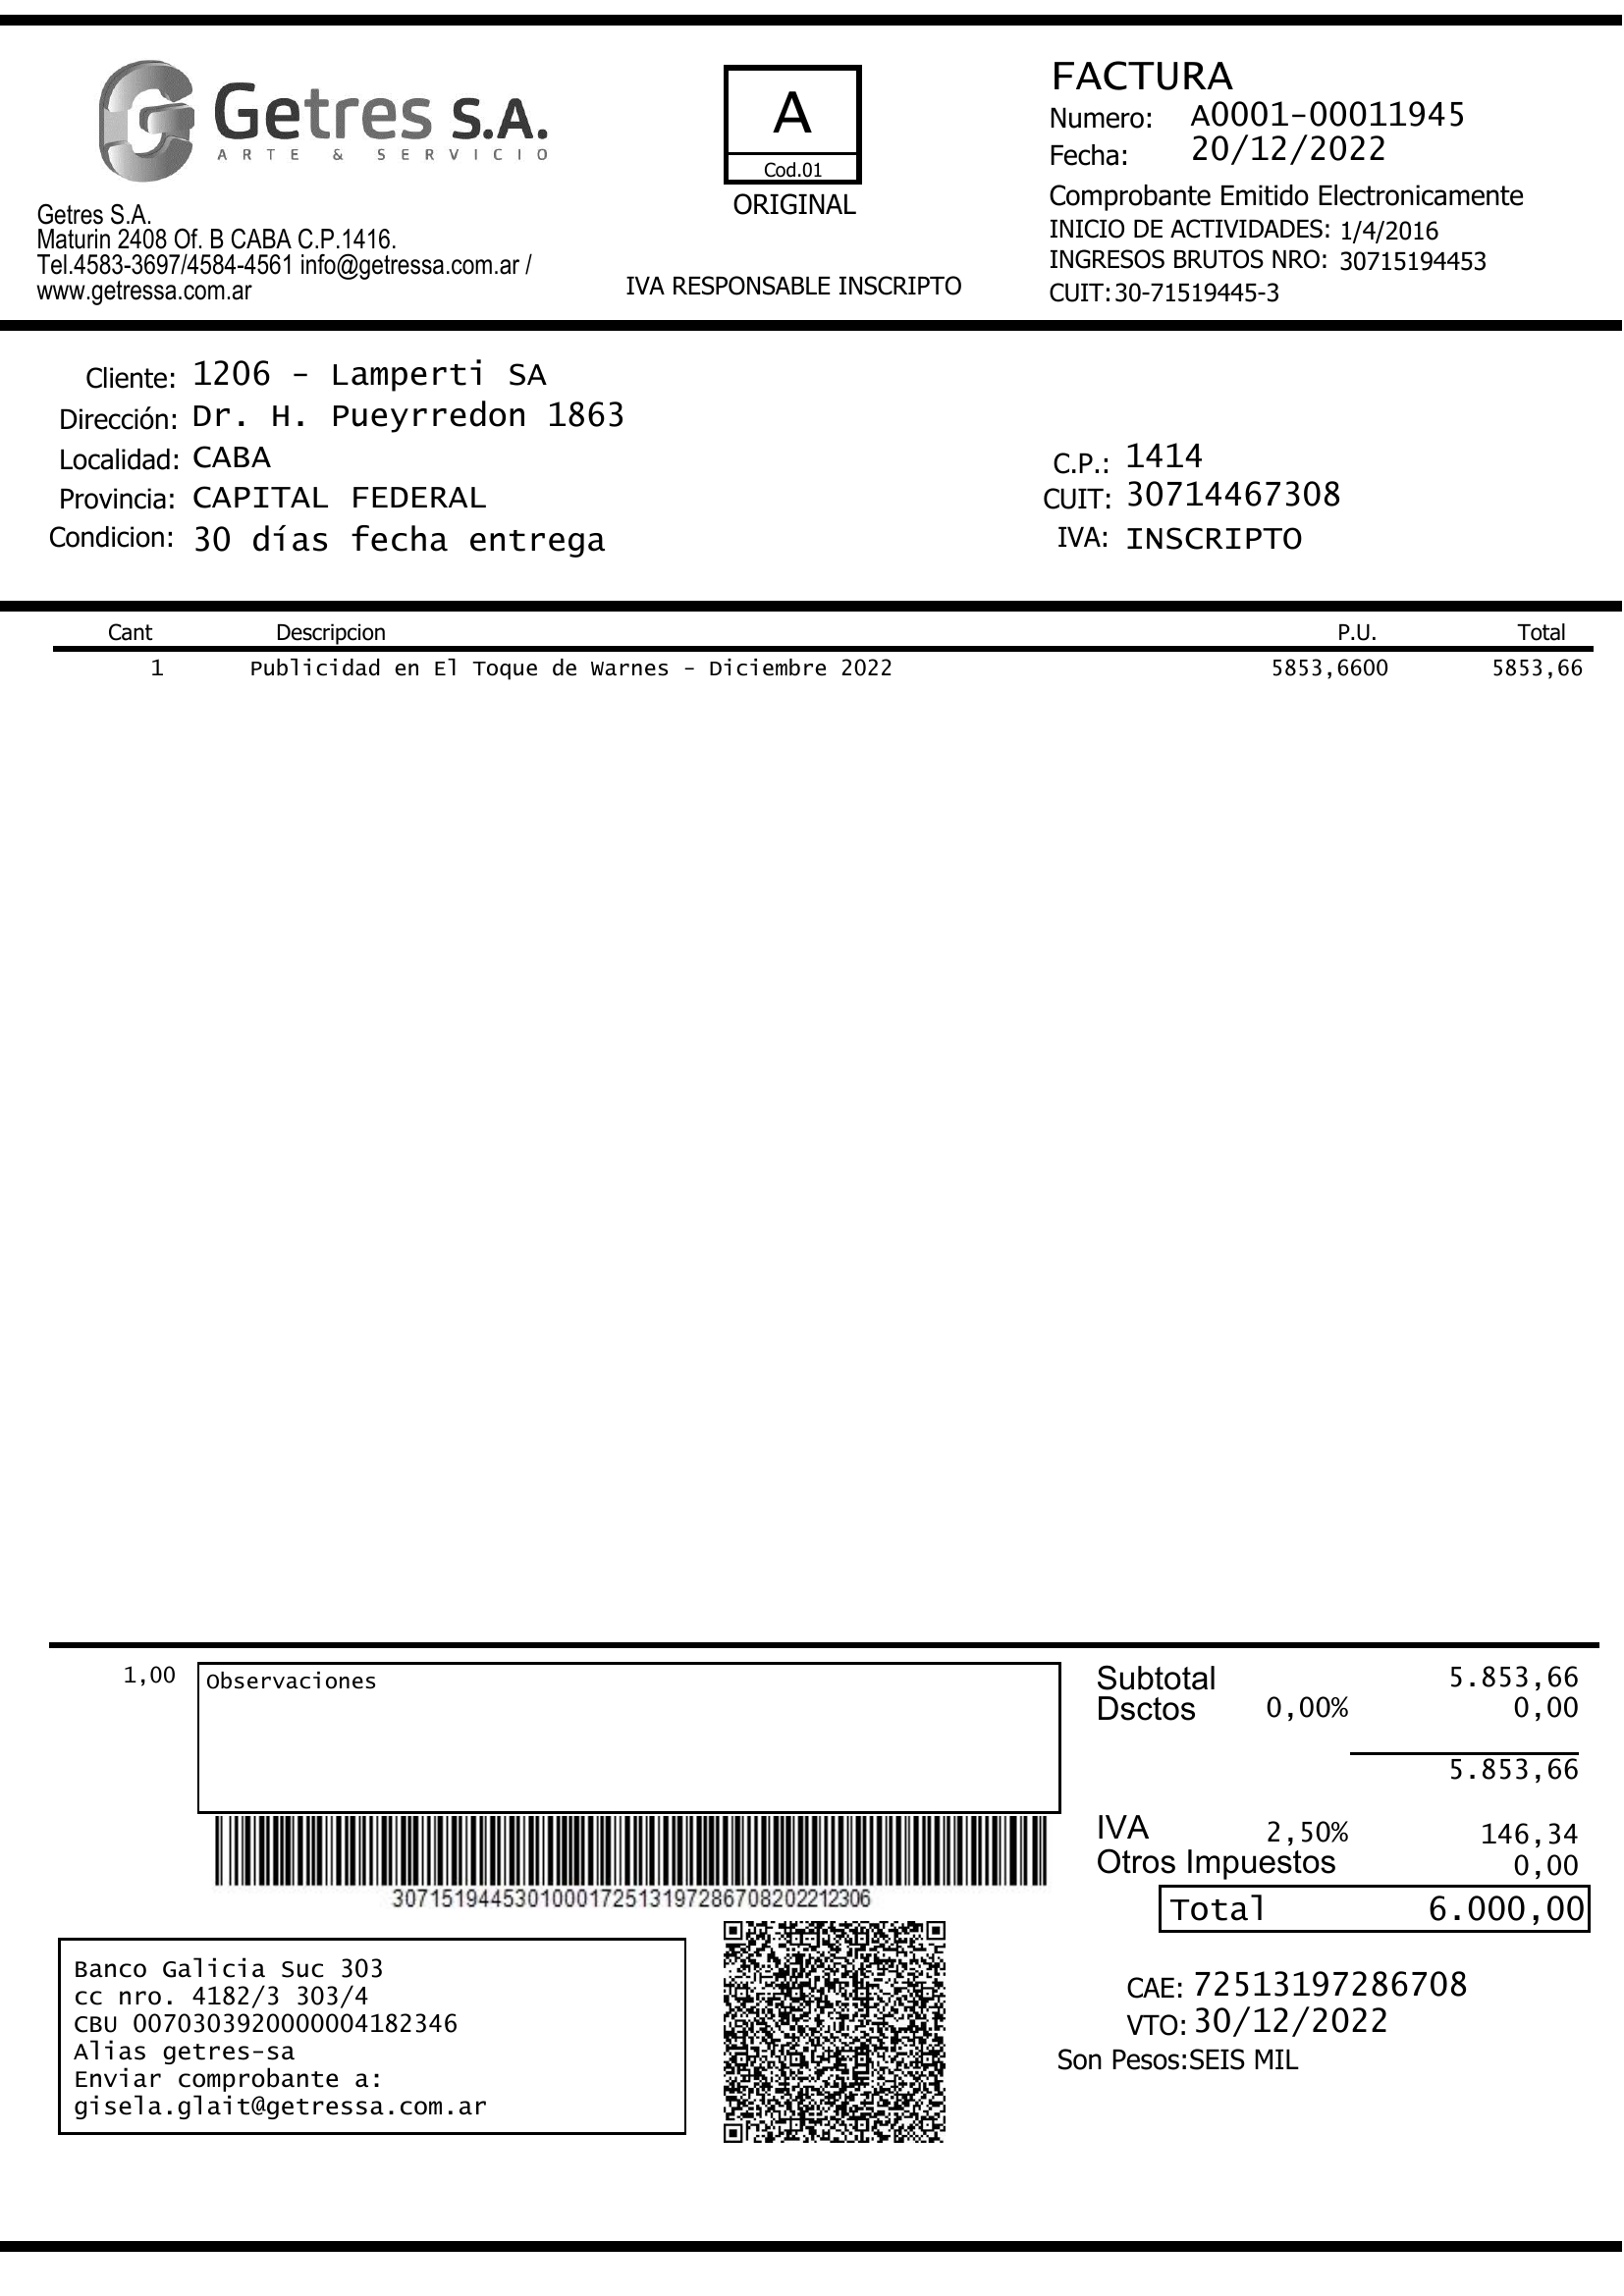 Getres S.A.
ARTE & SERVICIO
Getres S.A.
Maturin 2408 Of. B CABA C.P.1416.
Tel.4583-3697/4584-4561 info@getressa.com.ar /
www.getressa.com.ar
A
Cod.01
ORIGINAL
IVA RESPONSABLE INSCRIPTO
FACTURA
Numero: A0001-00011945
Fecha: 20/12/2022
Comprobante Emitido Electronicamente
INICIO DE ACTIVIDADES: 1/4/2016
INGRESOS BRUTOS NRO: 30715194453
CUIT: 30-71519445-3
Cliente: 1206 - Lamperti SA
Dirección: Dr. H. Pueyrredon 1863
Localidad: CABA
Provincia: CAPITAL FEDERAL
Condicion: 30 días fecha entrega
C.P.: 1414
CUIT: 30714467308
IVA: INSCRIPTO
Cant Descripcion P.U. Total
1 Publicidad en El Toque de Warnes - Diciembre 2022 5853,6600 5853,66
1,00
Observaciones
Subtotal 5.853,66
Dsctos 0,00% 0,00
5.853,66
IVA 2,50% 146,34
Otros Impuestos 0,00
Total 6.000,00
3071519445301000172513197286708202212306
Banco Galicia Suc 303
cc nro. 4182/3 303/4
CBU 0070303920000004182346
Alias getres-sa
Enviar comprobante a:
gisela.glait@getressa.com.ar
CAE: 72513197286708
VTO: 30/12/2022
Son Pesos:SEIS MIL